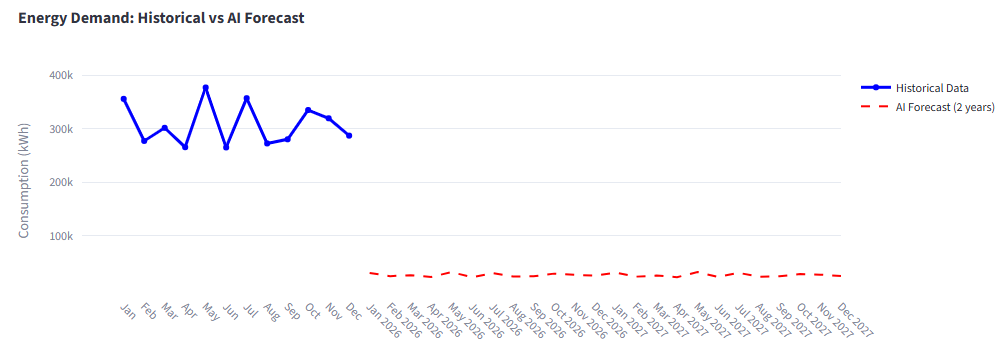 Energy Demand: Historical vs AI Forecast
400k
300k
200k
100k
Consumption (kWh)
Historical Data
AI Forecast (2 years)
Jan
Feb
Mar
Apr
May
Jun
Jul
Aug
Sep
Oct
Nov
Dec
Jan 2026
Feb 2026
Mar 2026
Apr 2026
May 2026
Jun 2026
Jul 2026
Aug 2026
Sep 2026
Oct 2026
Nov 2026
Dec 2026
Jan 2027
Feb 2027
Mar 2027
Apr 2027
May 2027
Jun 2027
Jul 2027
Aug 2027
Sep 2027
Oct 2027
Nov 2027
Dec 2027